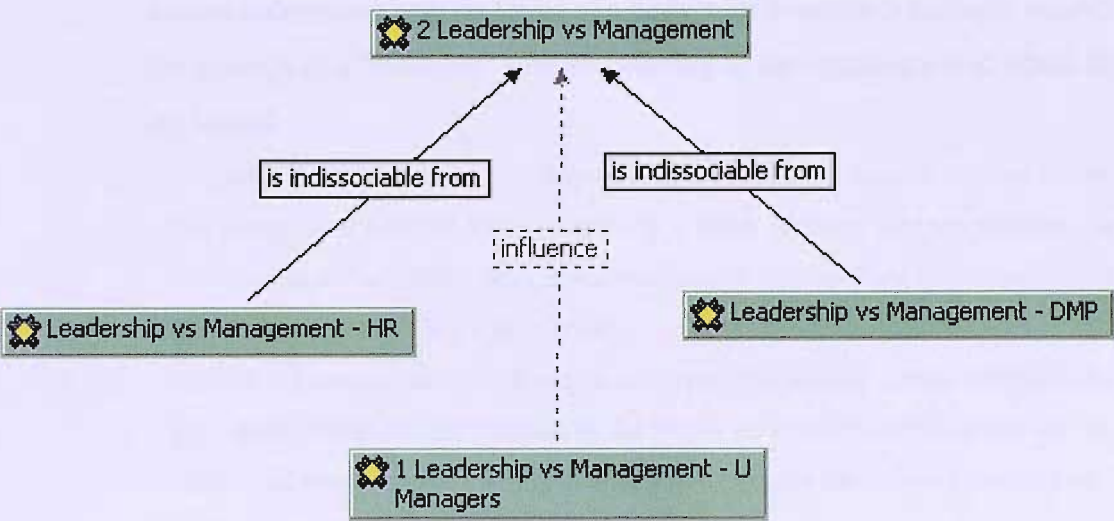 2 Leadership vs Management
is indissociable from
is indissociable from
influence
Leadership vs Management - HR
Leadership vs Management - DMP
1 Leadership vs Management - U
Managers